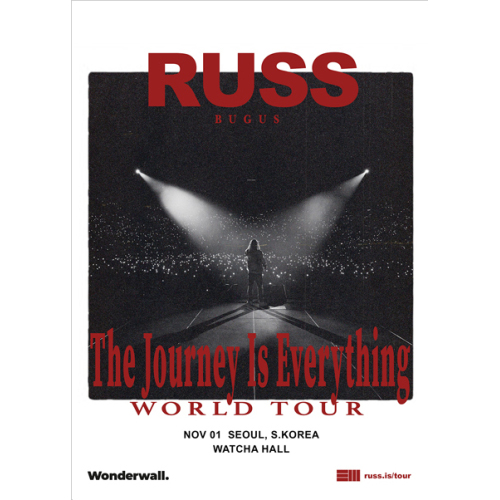 RUSS
BUGUS
The Journey Is Everything
WORLD TOUR
NOV 01 SEOUL, S.KOREA
WATCHA HALL
Wonderwall.
russ.is/tour